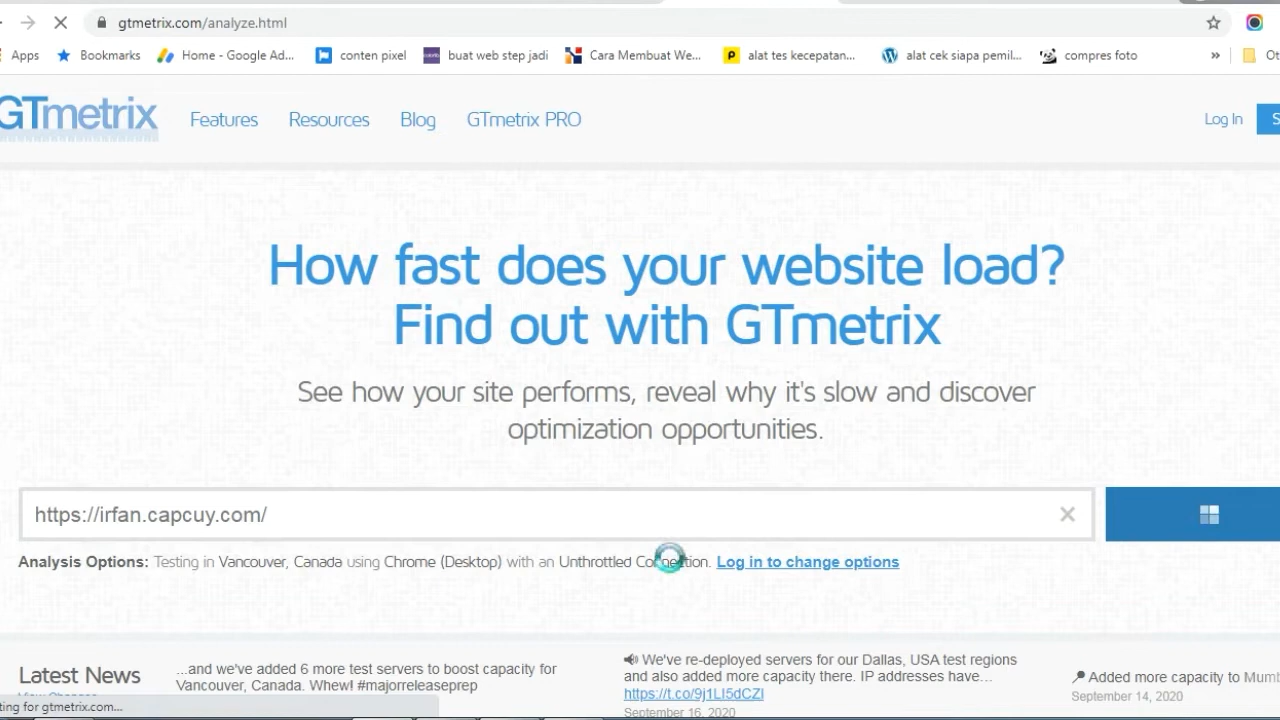 gtmetrix.com/analyze.html
Apps
Bookmarks
Home - Google Ad...
conten pixel
buat web step jadi
Cara Membuat We...
alat tes kecepatan...
alat cek siapa pemil...
compres foto
»
GTmetrix
Features
Resources
Blog
GTmetrix PRO
Log In
How fast does your website load?
Find out with GTmetrix
See how your site performs, reveal why it's slow and discover
optimization opportunities.
https://irfan.capcuy.com/
Analysis Options: Testing in Vancouver, Canada using Chrome (Desktop) with an Unthrottled Connection. Log in to change options
Latest News
View Changes
...and we've added 6 more test servers to boost capacity for
Vancouver, Canada. Whew! #majorreleaseprep
We've re-deployed servers for our Dallas, USA test regions
and also added more capacity there. IP addresses have...
https://t.co/9j1LI5dCZI
September 16, 2020
Added more capacity to Mumb
September 14, 2020
ting for gtmetrix.com...